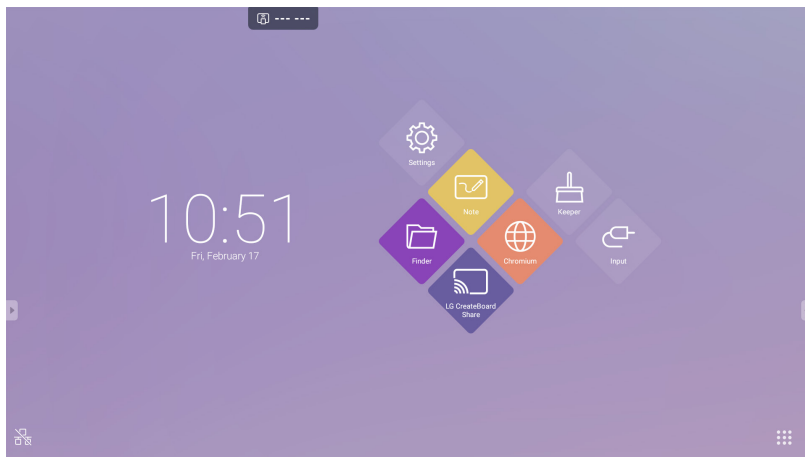 --- ---
10:51
Fri, February 17
Settings
Note
Keeper
Finder
Chromium
Input
LG CreateBoard
Share